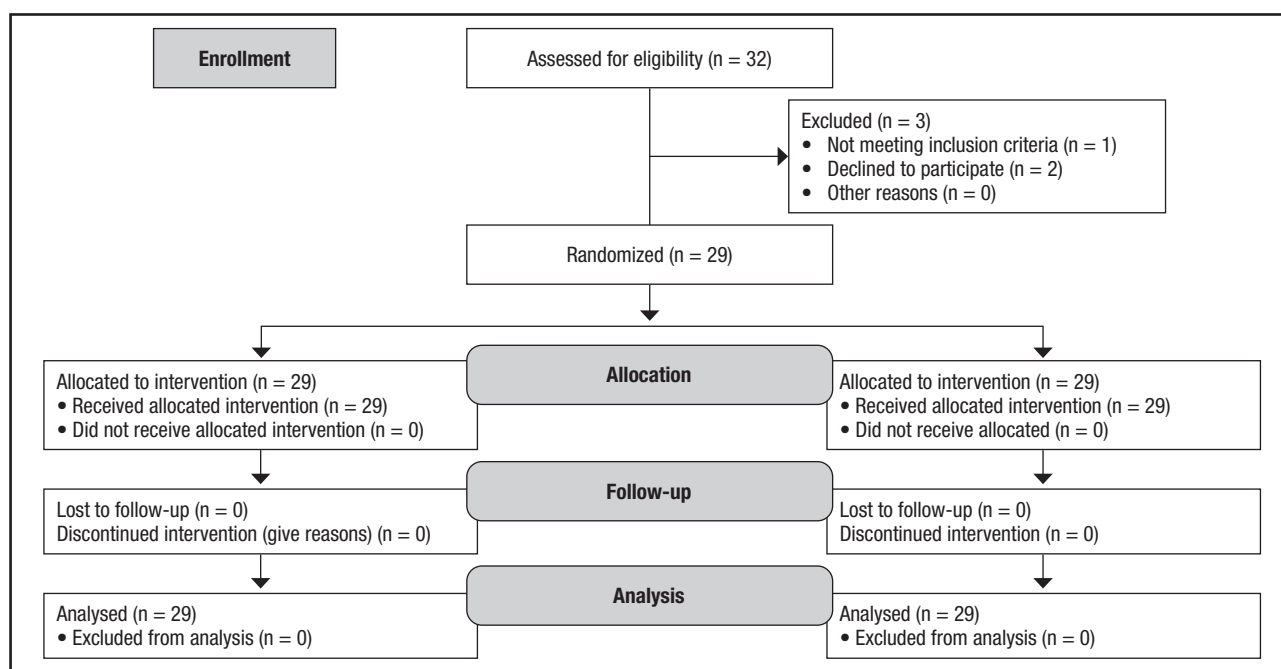 Enrollment
Assessed for eligibility (n = 32)
Excluded (n = 3)
• Not meeting inclusion criteria (n = 1)
• Declined to participate (n = 2)
• Other reasons (n = 0)
Randomized (n = 29)
Allocation
Allocated to intervention (n = 29)
• Received allocated intervention (n = 29)
• Did not receive allocated intervention (n = 0)
Allocated to intervention (n = 29)
• Received allocated intervention (n = 29)
• Did not receive allocated (n = 0)
Follow-up
Lost to follow-up (n = 0)
Discontinued intervention (give reasons) (n = 0)
Lost to follow-up (n = 0)
Discontinued intervention (n = 0)
Analysis
Analysed (n = 29)
• Excluded from analysis (n = 0)
Analysed (n = 29)
• Excluded from analysis (n = 0)